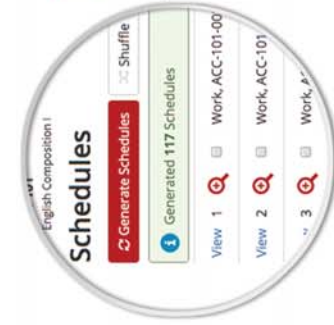 English Composition I
Schedules
Generate Schedules
Shuffle
Generated 117 Schedules
View 1 Work, ACC-101-00
View 2 Work, ACC-101
3 Work,